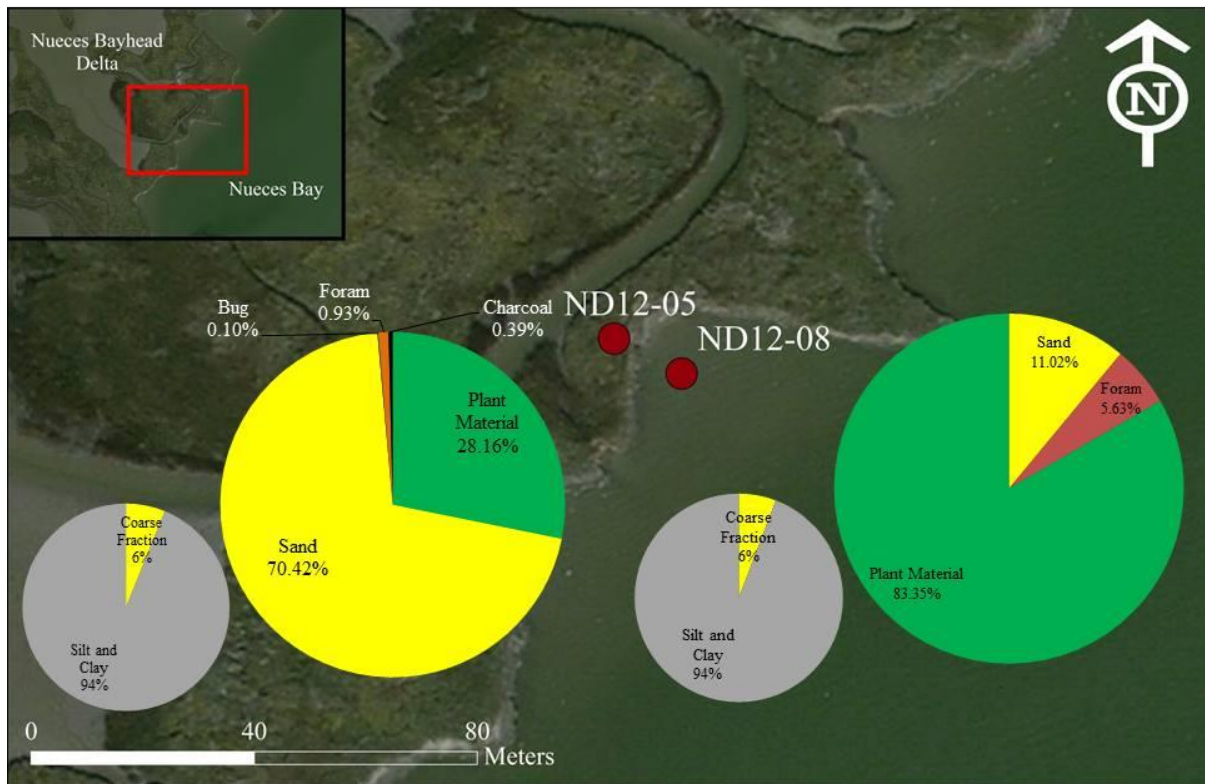 Nueces Bayhead
Delta
Nueces Bay
N
Bug
0.10%
Foram
0.93%
Charcoal
0.39%
ND12-05
ND12-08
Plant
Material
28.16%
Sand
70.42%
Coarse
Fraction
6%
Silt and
Clay
94%
Sand
11.02%
Foram
5.63%
Plant Material
83.35%
Coarse
Fraction
6%
Silt and
Clay
94%
0 40 80
Meters